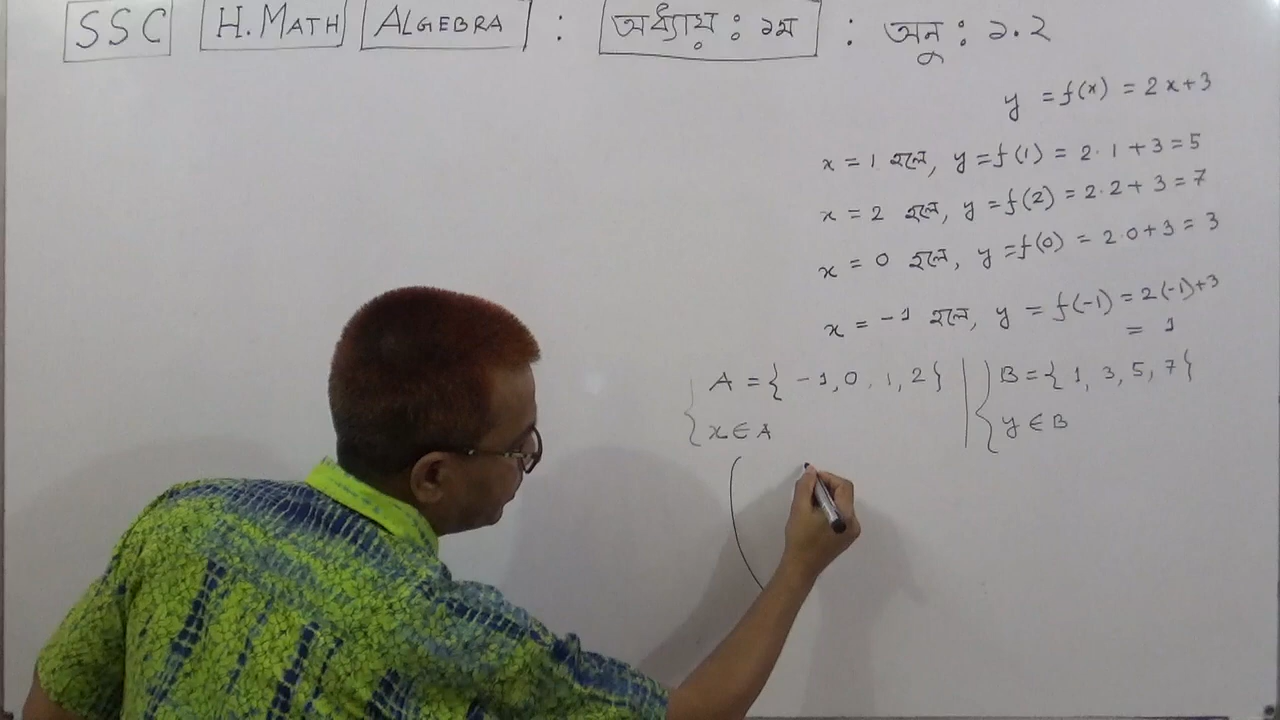 SSC H. MATH ALGEBRA : অধ্যায় : ১ম : অনু : ১.২
y = f(x) = 2x+3
x = 1 হলে, y = f(1) = 2.1 + 3 = 5
x = 2 হলে, y = f(2) = 2.2 + 3 = 7
x = 0 হলে, y = f(0) = 2.0 + 3 = 3
x = -1 হলে, y = f(-1) = 2(-1)+3
= 1
A = { -1, 0, 1, 2 } B = { 1, 3, 5, 7 }
x ∈ A y ∈ B